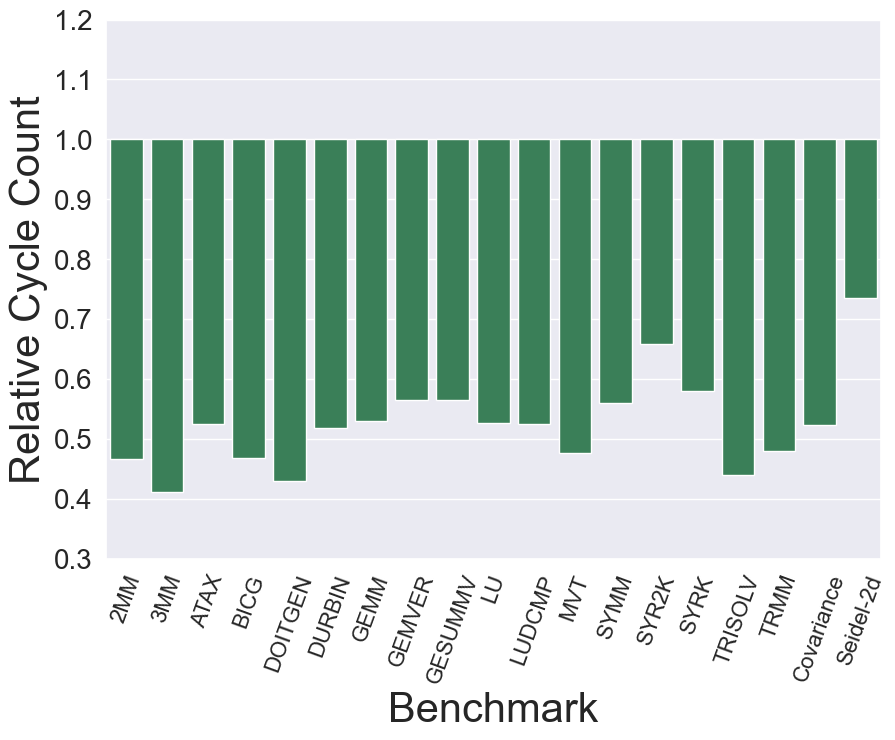 1.2
1.1
1.0
0.9
0.8
0.7
0.6
0.5
0.4
0.3
Relative Cycle Count
2MM
3MM
ATAX
BICG
DOITGEN
DURBIN
GEMM
GEMVER
GESUMMV
LU
LUDCMP
MVT
SYMM
SYR2K
SYRK
TRISOLV
TRMM
Covariance
Seidel-2d
Benchmark